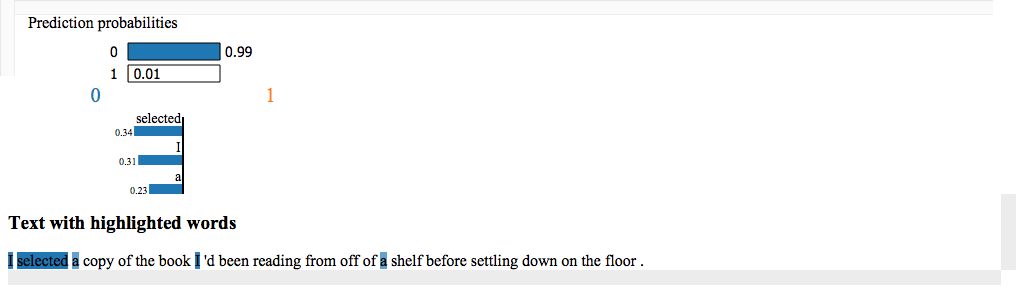 Prediction probabilities
0 0.99
1 0.01
0 1
selected
0.34
I
0.31
a
0.23
Text with highlighted words
I selected a copy of the book I 'd been reading from off of a shelf before settling down on the floor .